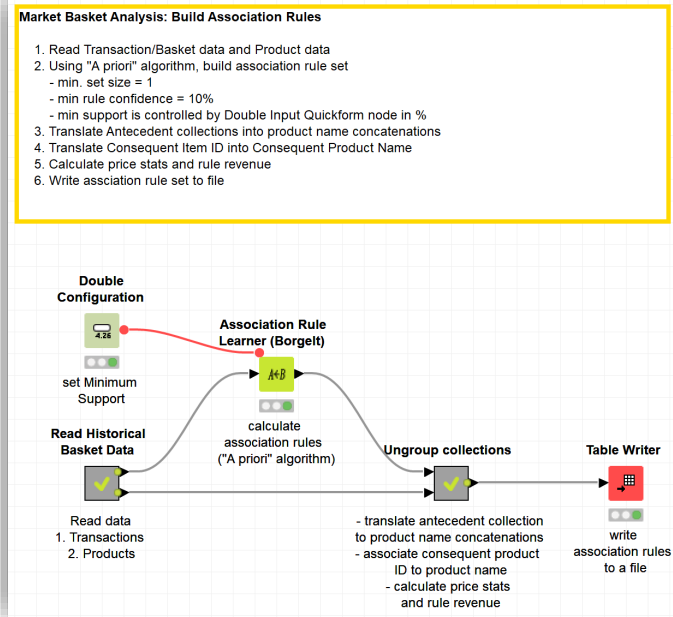 Market Basket Analysis: Build Association Rules
1. Read Transaction/Basket data and Product data
2. Using "A priori" algorithm, build association rule set
- min. set size = 1
- min rule confidence = 10%
- min support is controlled by Double Input Quickform node in %
3. Translate Antecedent collections into product name concatenations
4. Translate Consequent Item ID into Consequent Product Name
5. Calculate price stats and rule revenue
6. Write assciation rule set to file
Double
Configuration
4.26
set Minimum
Support
Association Rule
Learner (Borgelt)
A+B
calculate
association rules
("A priori" algorithm)
Read Historical
Basket Data
Read data
1. Transactions
2. Products
Ungroup collections
- translate antecedent collection
to product name concatenations
- associate consequent product
ID to product name
- calculate price stats
and rule revenue
Table Writer
write
association rules
to a file